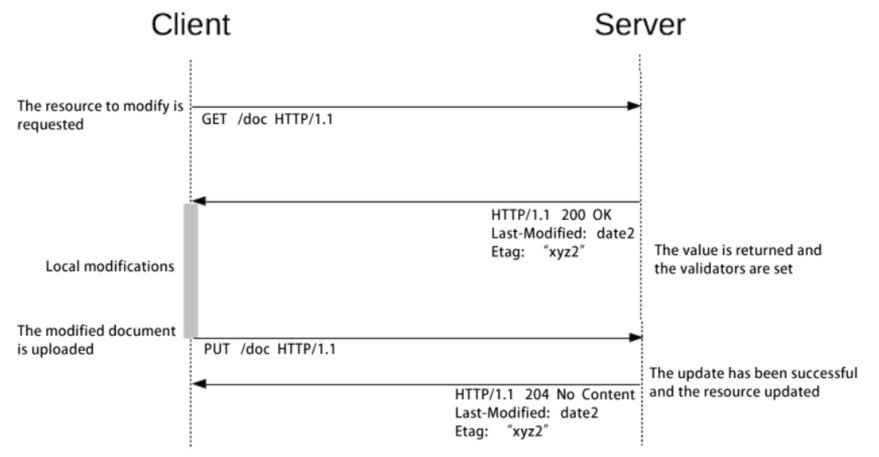 Client
Server
The resource to modify is
requested
GET /doc HTTP/1.1
HTTP/1.1 200 OK
Last-Modified: date2
Etag: “xyz2”
The value is returned and
the validators are set
Local modifications
The modified document
is uploaded
PUT /doc HTTP/1.1
The update has been successful
and the resource updated
HTTP/1.1 204 No Content
Last-Modified: date2
Etag: “xyz2”